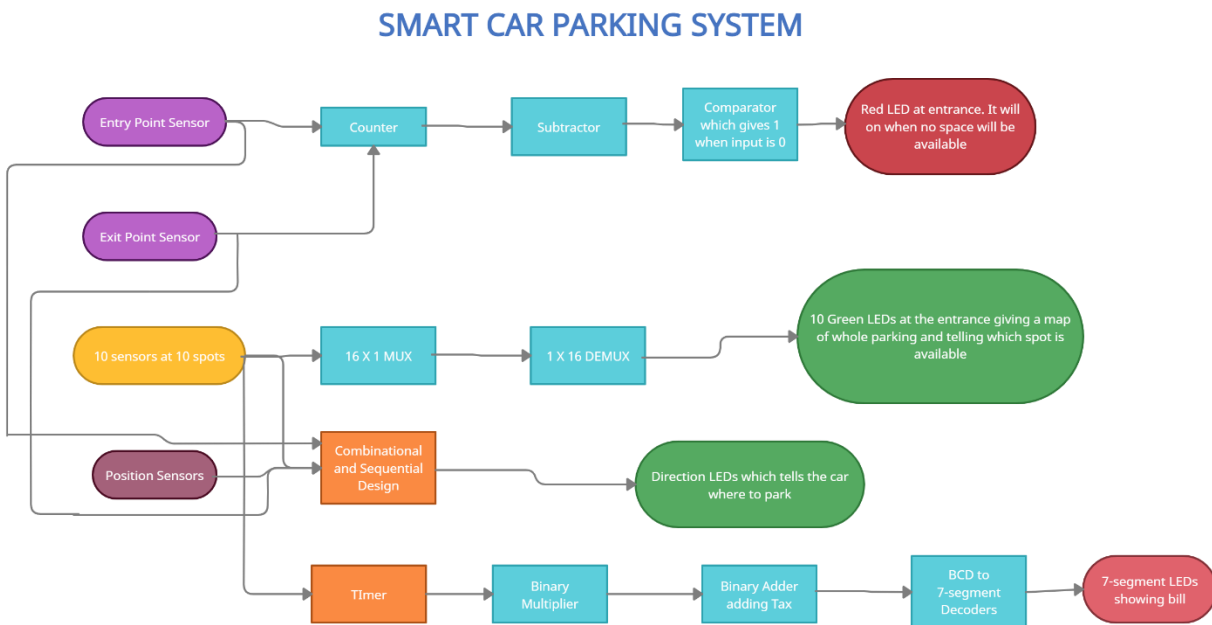 SMART CAR PARKING SYSTEM
Entry Point Sensor
Counter
Subtractor
Comparator
which gives 1
when input is 0
Red LED at entrance. It will
on when no space will be
available
Exit Point Sensor
10 sensors at 10 spots
16 X 1 MUX
1 X 16 DEMUX
10 Green LEDs at the entrance giving a map
of whole parking and telling which spot is
available
Position Sensors
Combinational
and Sequential
Design
Direction LEDs which tells the car
where to park
TImer
Binary
Multiplier
Binary Adder
adding Tax
BCD to
7-segment
Decoders
7-segment LEDs
showing bill